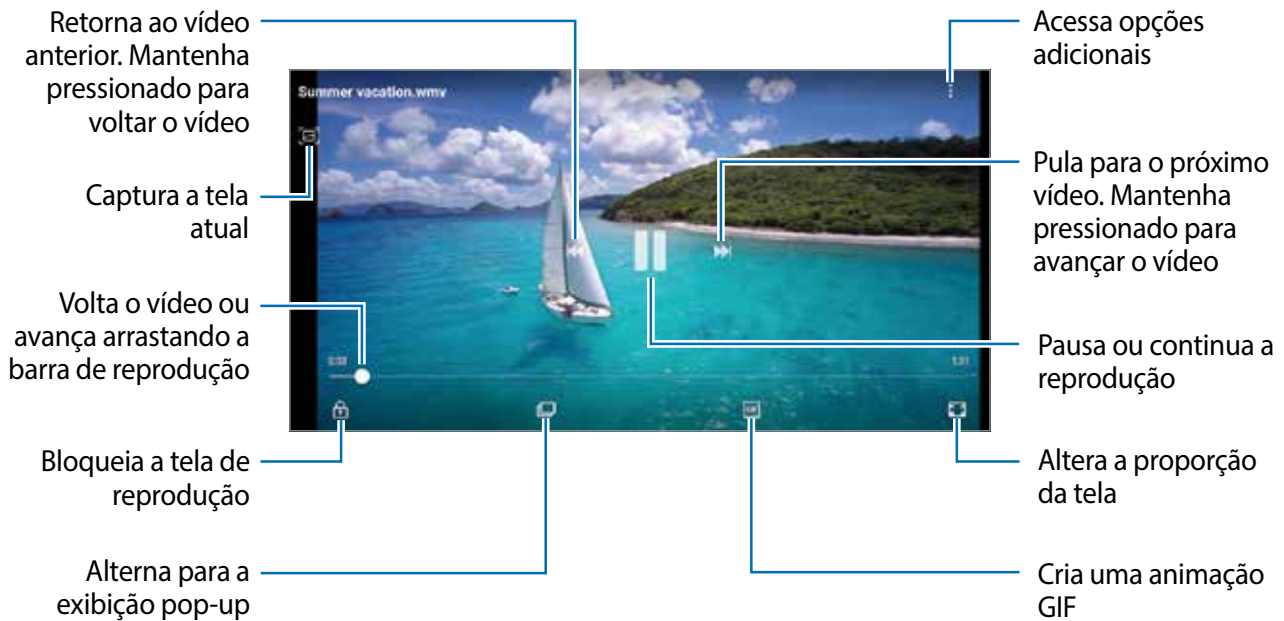 Retorna ao vídeo
anterior. Mantenha
pressionado para
voltar o vídeo
Captura a tela
atual
Volta o vídeo ou
avança arrastando a
barra de reprodução
Bloqueia a tela de
reprodução
Alterna para a
exibição pop-up
Summer vacation.wmv
GIF
Acessa opções
adicionais
Pula para o próximo
vídeo. Mantenha
pressionado para
avançar o vídeo
Pausa ou continua a
reprodução
Altera a proporção
da tela
Cria uma animação
GIF